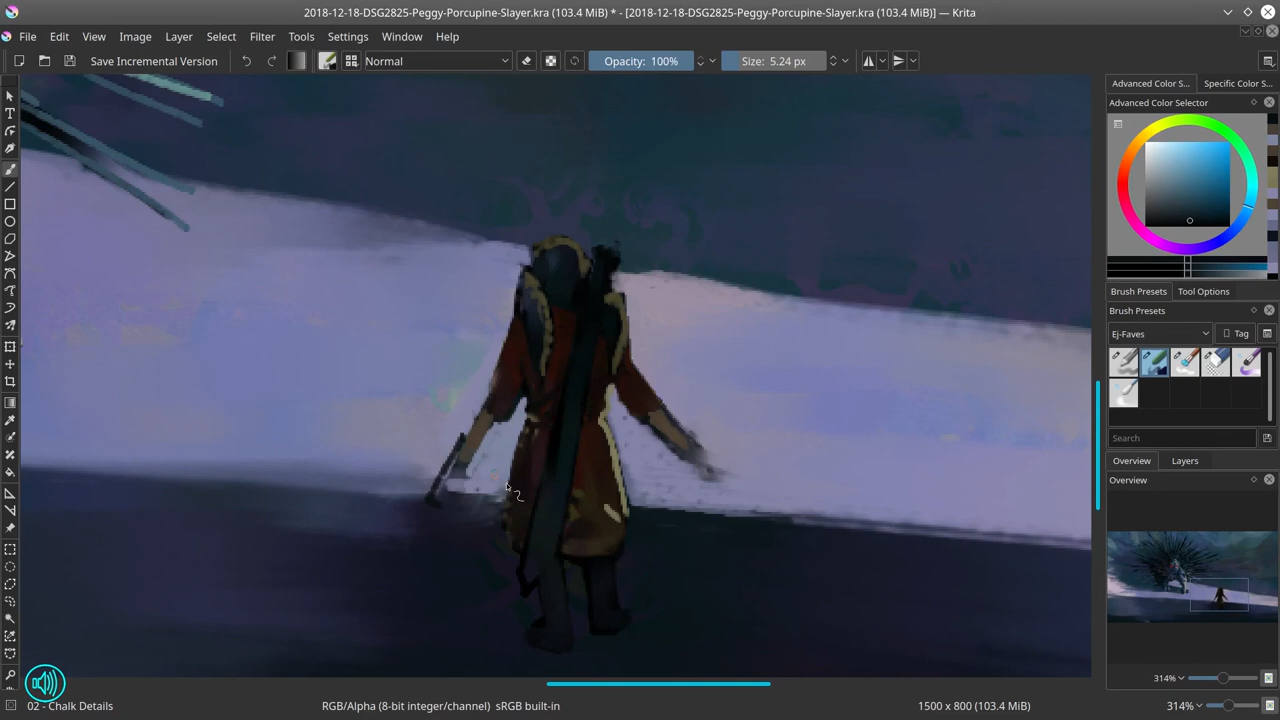 2018-12-18-DSG2825-Peggy-Porcupine-Slayer.kra (103.4 MiB) * - [2018-12-18-DSG2825-Peggy-Porcupine-Slayer.kra (103.4 MiB)] — Krita
File Edit View Image Layer Select Filter Tools Settings Window Help
Save Incremental Version Normal Opacity: 100% Size: 5.24 px
Advanced Color S... Specific Color S...
Advanced Color Selector
Brush Presets Tool Options
Brush Presets
Ej-Faves Tag
Search
Overview Layers
Overview
314%
02 - Chalk Details RGB/Alpha (8-bit integer/channel) sRGB built-in 1500 x 800 (103.4 MiB) 314%